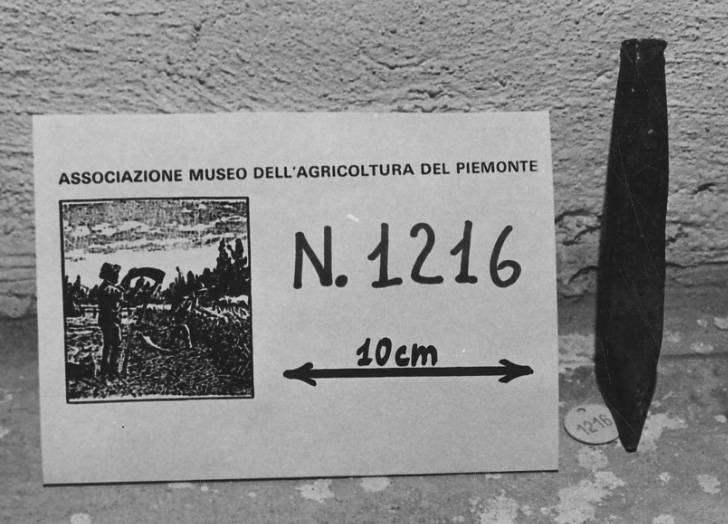 ASSOCIAZIONE MUSEO DELL'AGRICOLTURA DEL PIEMONTE
N. 1216
10cm
1216